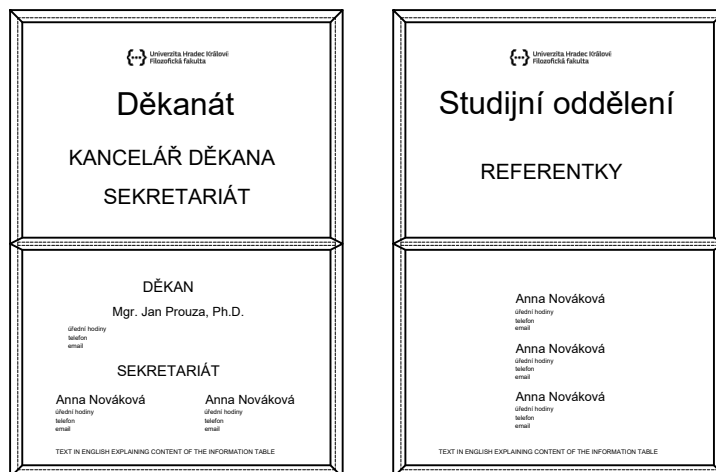 Univerzita Hradec Králové
Filozofická fakulta
Děkanát
KANCELÁŘ DĚKANA
SEKRETARIÁT
DĚKAN
Mgr. Jan Prouza, Ph.D.
úřední hodiny
telefon
email
SEKRETARIÁT
Anna Nováková
úřední hodiny
telefon
email
Anna Nováková
úřední hodiny
telefon
email
TEXT IN ENGLISH EXPLAINING CONTENT OF THE INFORMATION TABLE
Univerzita Hradec Králové
Filozofická fakulta
Studijní oddělení
REFERENTKY
Anna Nováková
úřední hodiny
telefon
email
Anna Nováková
úřední hodiny
telefon
email
Anna Nováková
úřední hodiny
telefon
email
TEXT IN ENGLISH EXPLAINING CONTENT OF THE INFORMATION TABLE